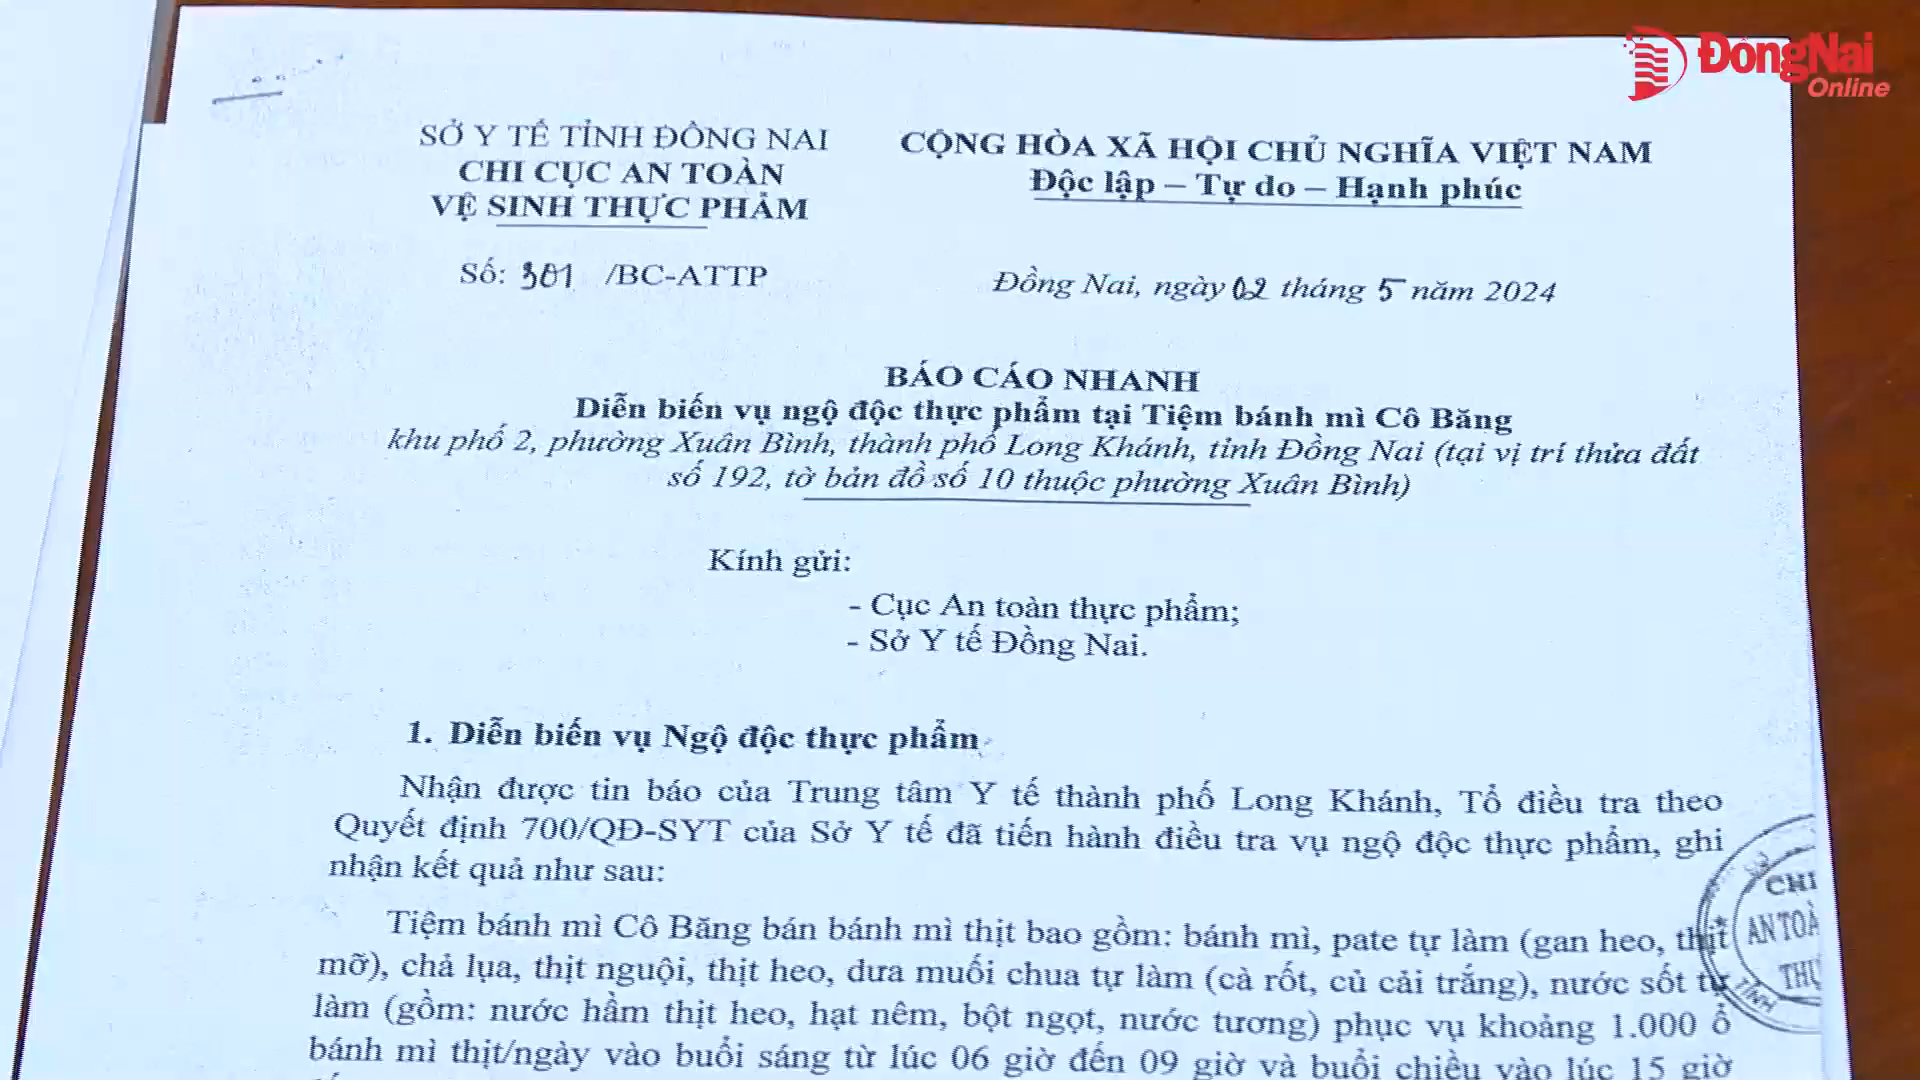 ĐồngNai
Online
SỞ Y TẾ TỈNH ĐỒNG NAI
CHI CỤC AN TOÀN
VỆ SINH THỰC PHẨM
Số: 301 /BC-ATTP
CỘNG HÒA XÃ HỘI CHỦ NGHĨA VIỆT NAM
Độc lập – Tự do – Hạnh phúc
Đồng Nai, ngày 02 tháng 5 năm 2024
BÁO CÁO NHANH
Diễn biến vụ ngộ độc thực phẩm tại Tiệm bánh mì Cô Băng
khu phố 2, phường Xuân Bình, thành phố Long Khánh, tỉnh Đồng Nai (tại vị trí thửa đất
số 192, tờ bản đồ số 10 thuộc phường Xuân Bình)
Kính gửi:
- Cục An toàn thực phẩm;
- Sở Y tế Đồng Nai.
1. Diễn biến vụ Ngộ độc thực phẩm
Nhận được tin báo của Trung tâm Y tế thành phố Long Khánh, Tổ điều tra theo
Quyết định 700/QĐ-SYT của Sở Y tế đã tiến hành điều tra vụ ngộ độc thực phẩm, ghi
nhận kết quả như sau:
Tiệm bánh mì Cô Băng bán bánh mì thịt bao gồm: bánh mì, pate tự làm (gan heo, thịt
mỡ), chả lụa, thịt nguội, thịt heo, dưa muối chua tự làm (cà rốt, củ cải trắng), nước sốt tự
làm (gồm: nước hầm thịt heo, hạt nêm, bột ngọt, nước tương) phục vụ khoảng 1.000 ổ
bánh mì thịt/ngày vào buổi sáng từ lúc 06 giờ đến 09 giờ và buổi chiều vào lúc 15 giờ
CHI
AN TOÀ
THỰ
TỈNH